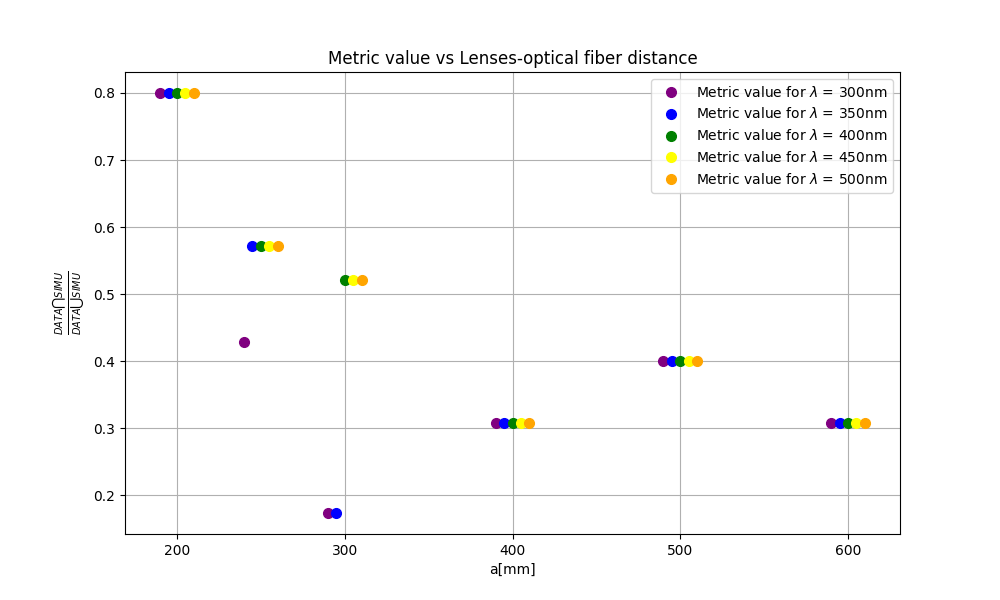 Metric value vs Lenses-optical fiber distance
Metric value for λ = 300nm
Metric value for λ = 350nm
Metric value for λ = 400nm
Metric value for λ = 450nm
Metric value for λ = 500nm
0.8
0.7
0.6
0.5
0.4
0.3
0.2
DATA⋂SIMU
DATA⋃SIMU
200 300 400 500 600
a[mm]